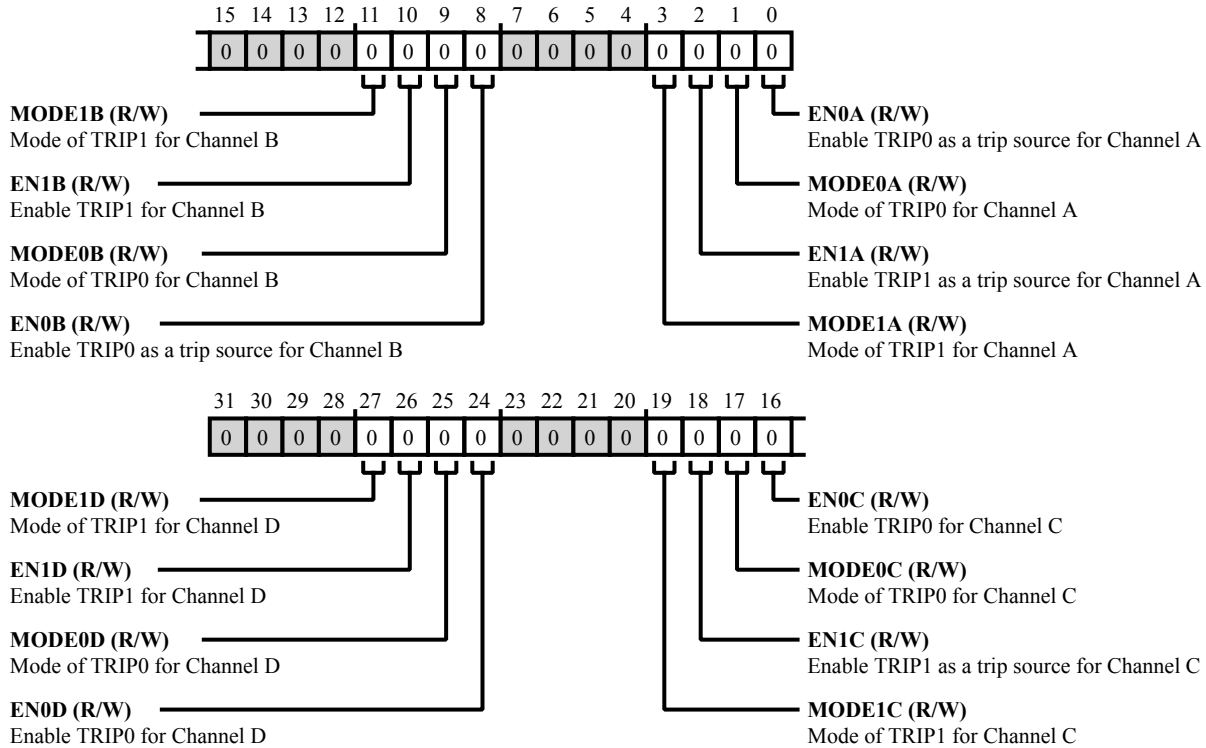 15 14 13 12 11 10 9 8 7 6 5 4 3 2 1 0
0 0 0 0 0 0 0 0 0 0 0 0 0 0 0 0
MODE1B (R/W)
Mode of TRIP1 for Channel B
EN1B (R/W)
Enable TRIP1 for Channel B
MODE0B (R/W)
Mode of TRIP0 for Channel B
EN0B (R/W)
Enable TRIP0 as a trip source for Channel B
EN0A (R/W)
Enable TRIP0 as a trip source for Channel A
MODE0A (R/W)
Mode of TRIP0 for Channel A
EN1A (R/W)
Enable TRIP1 as a trip source for Channel A
MODE1A (R/W)
Mode of TRIP1 for Channel A
31 30 29 28 27 26 25 24 23 22 21 20 19 18 17 16
0 0 0 0 0 0 0 0 0 0 0 0 0 0 0 0
MODE1D (R/W)
Mode of TRIP1 for Channel D
EN1D (R/W)
Enable TRIP1 for Channel D
MODE0D (R/W)
Mode of TRIP0 for Channel D
EN0D (R/W)
Enable TRIP0 for Channel D
EN0C (R/W)
Enable TRIP0 for Channel C
MODE0C (R/W)
Mode of TRIP0 for Channel C
EN1C (R/W)
Enable TRIP1 as a trip source for Channel C
MODE1C (R/W)
Mode of TRIP1 for Channel C